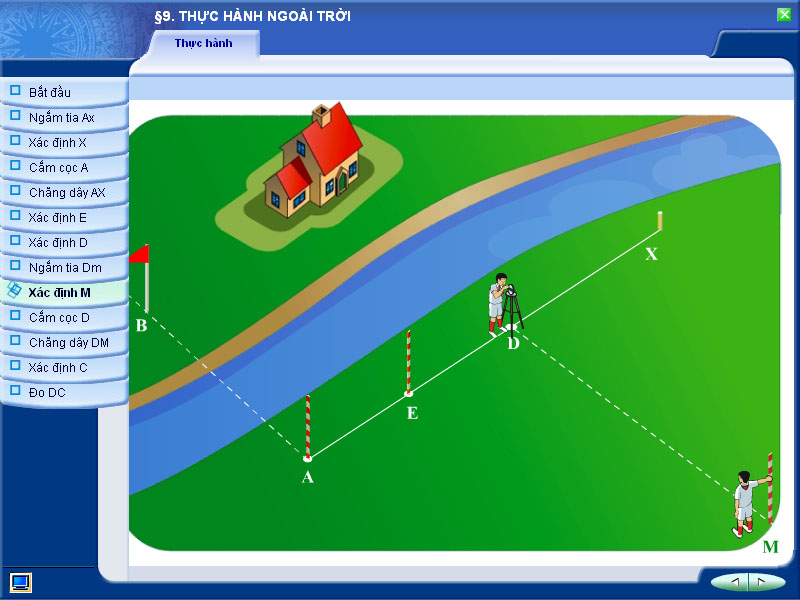 §9. THỰC HÀNH NGOÀI TRỜI
Thực hành
Bắt đầu
Ngắm tia Ax
Xác định X
Cắm cọc A
Chăng dây AX
Xác định E
Xác định D
Ngắm tia Dm
Xác định M
Cắm cọc D
Chăng dây DM
Xác định C
Đo DC
X
B
D
E
A
M